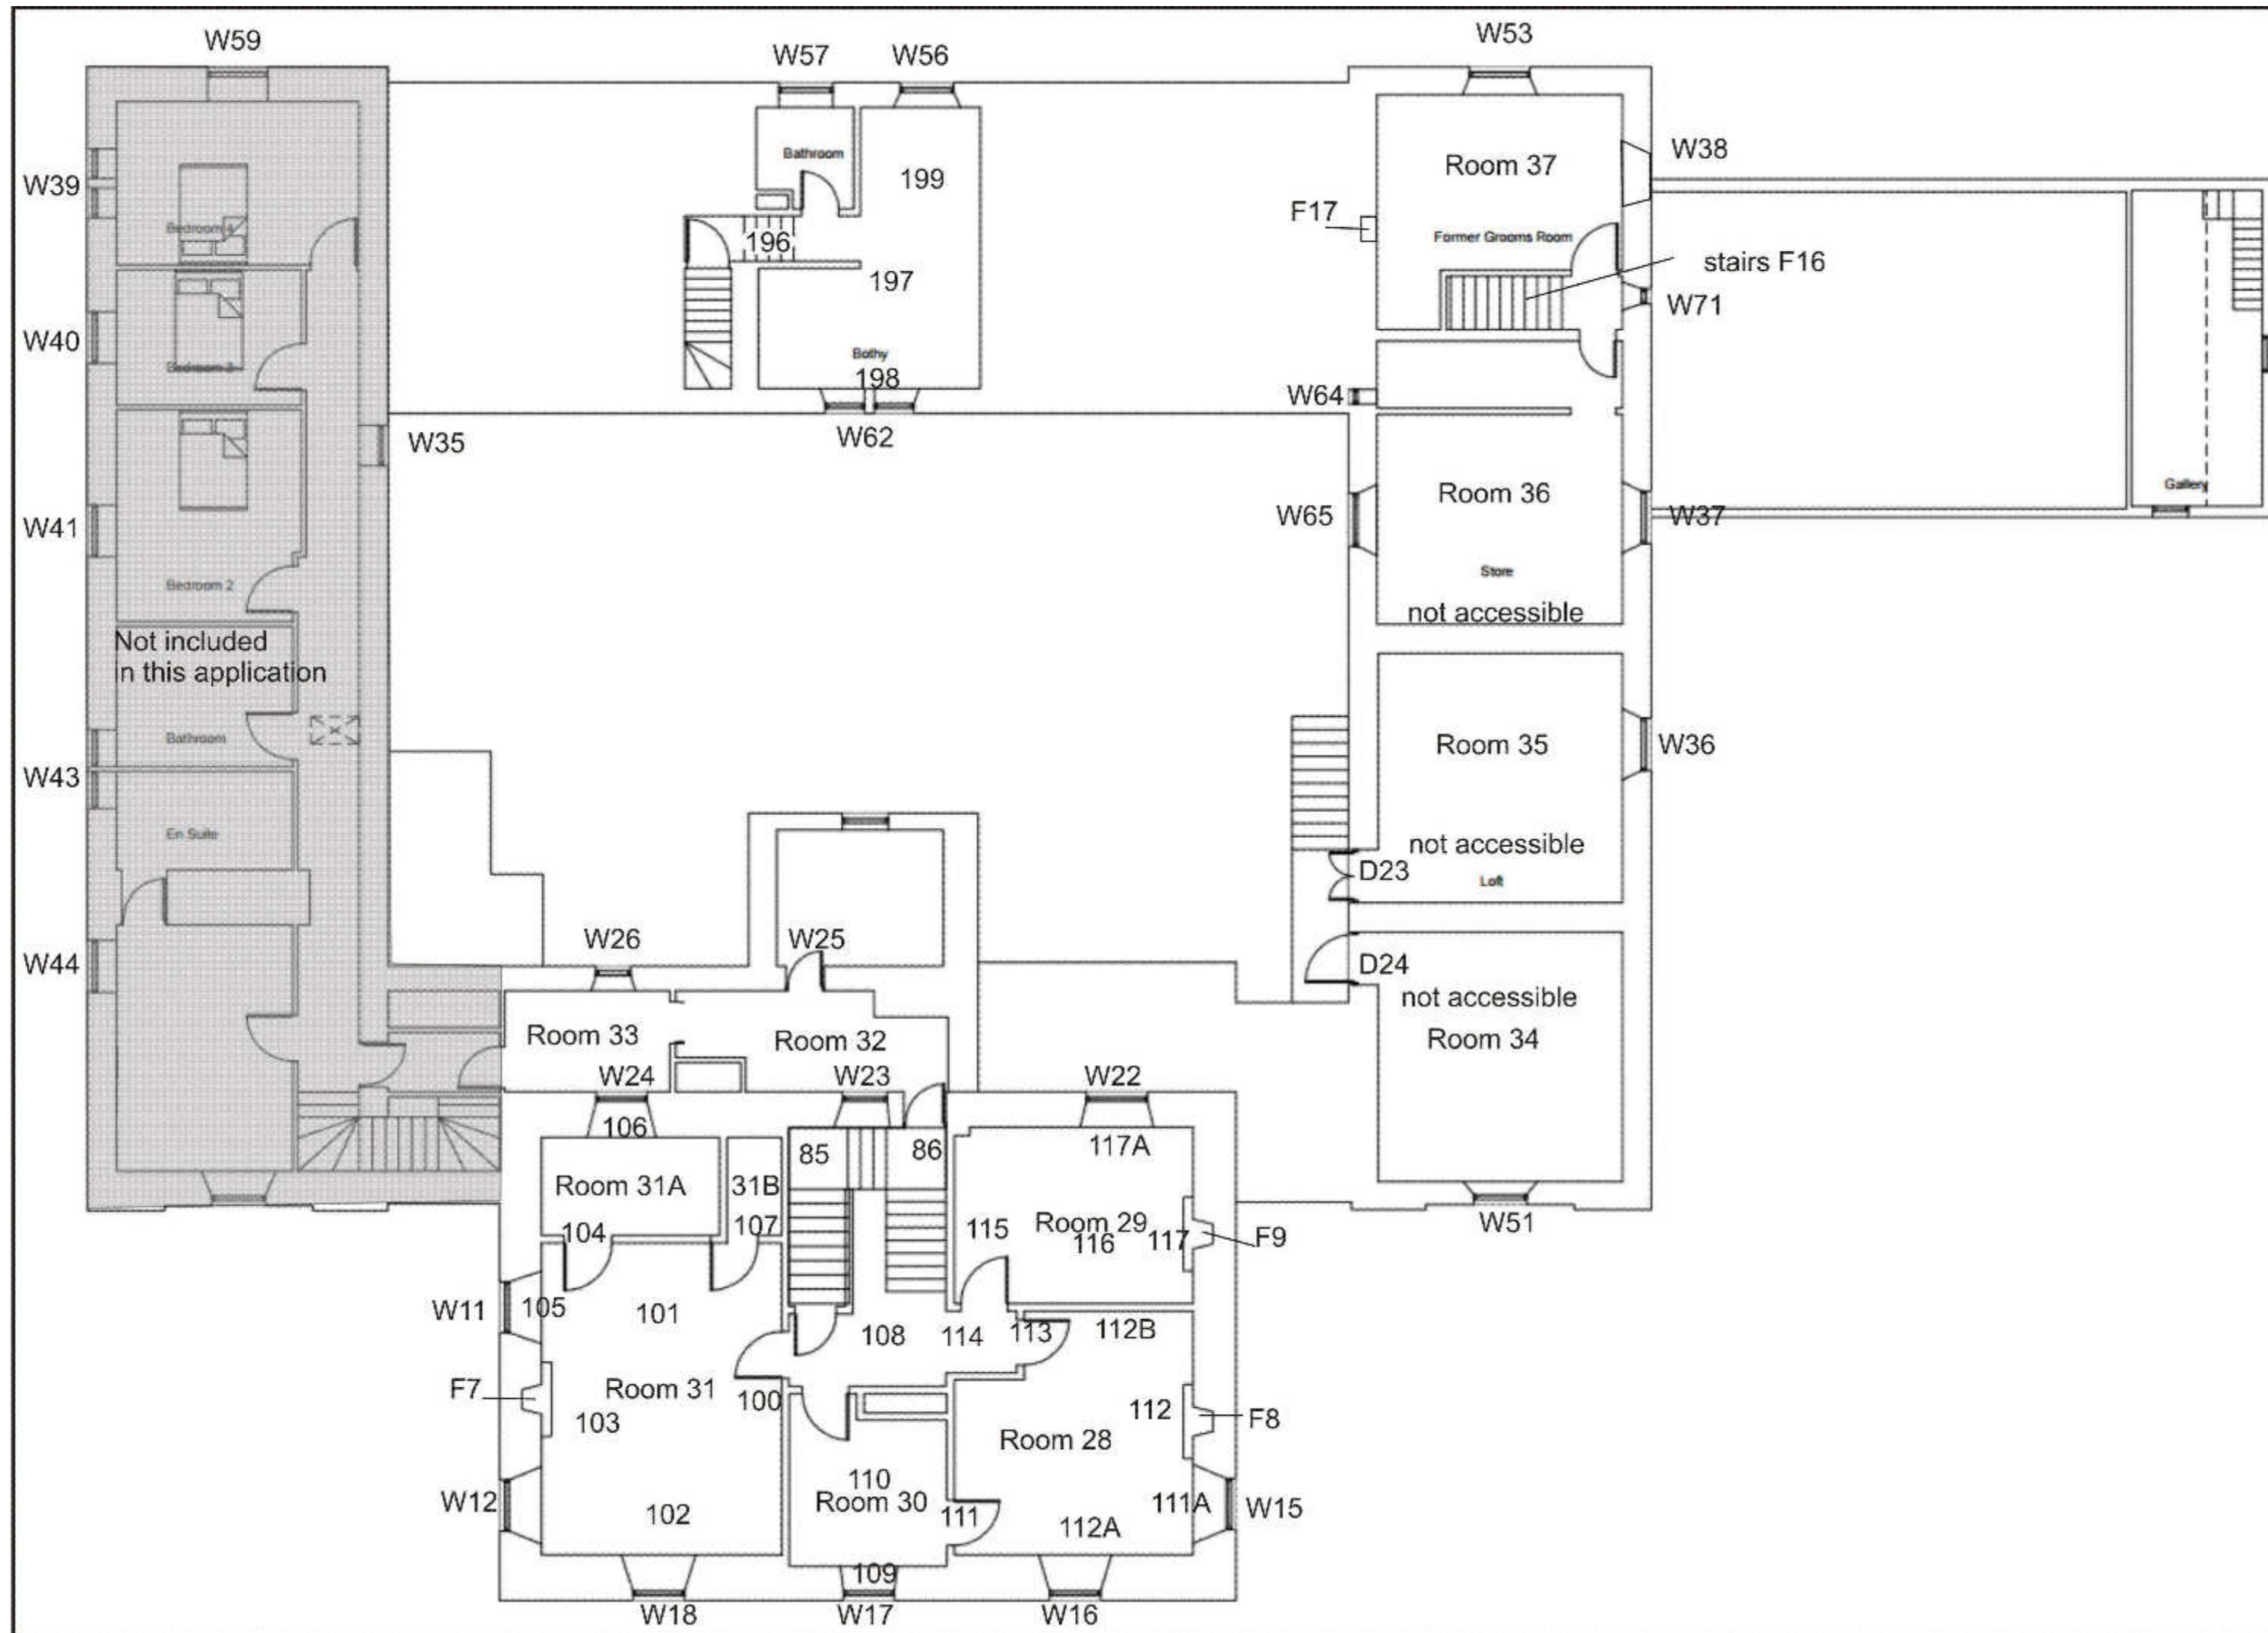 W59
W57
W56
W53
W39
Bedroom 4
Bathroom
199
196
197
Room 37
W38
F17
Former Grooms Room
stairs F16
W71
W40
Bedroom 3
Bothy
198
W62
W64
W35
W41
Bedroom 2
W65
Room 36
W37
Store
not accessible
Gallery
Not included
in this application
Bathroom
W43
En Suite
Room 35
W36
not accessible
D23
Loft
W44
W26
W25
D24
not accessible
Room 34
Room 33
Room 32
W24
W23
W22
106
85
86
117A
Room 31A
31B
104
107
115
Room 29
116
117
F9
W51
W11
105
101
108
114
113
112B
F7
Room 31
103
100
112
F8
Room 28
W12
102
110
Room 30
111
111A
W15
112A
109
W18
W17
W16